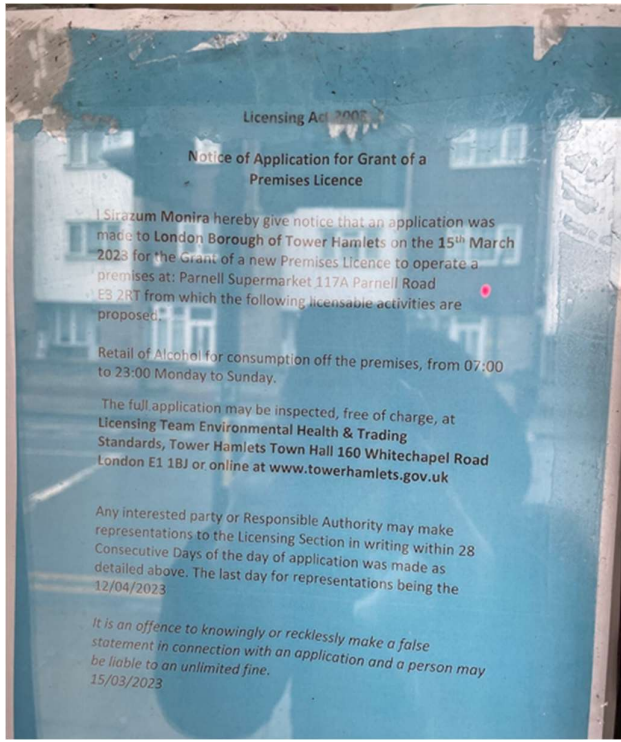 Licensing Act 2003
Notice of Application for Grant of a
Premises Licence
I Sirazum Monira hereby give notice that an application was
made to London Borough of Tower Hamlets on the 15th March
2023 for the Grant of a new Premises Licence to operate a
premises at: Parnell Supermarket 117A Parnell Road
E3 2RT from which the following licensable activities are
proposed:
Retail of Alcohol for consumption off the premises, from 07:00
to 23:00 Monday to Sunday.
The full application may be inspected, free of charge, at
Licensing Team Environmental Health & Trading
Standards, Tower Hamlets Town Hall 160 Whitechapel Road
London E1 1BJ or online at www.towerhamlets.gov.uk
Any interested party or Responsible Authority may make
representations to the Licensing Section in writing within 28
Consecutive Days of the day of application was made as
detailed above. The last day for representations being the
12/04/2023
It is an offence to knowingly or recklessly make a false
statement in connection with an application and a person may
be liable to an unlimited fine.
15/03/2023